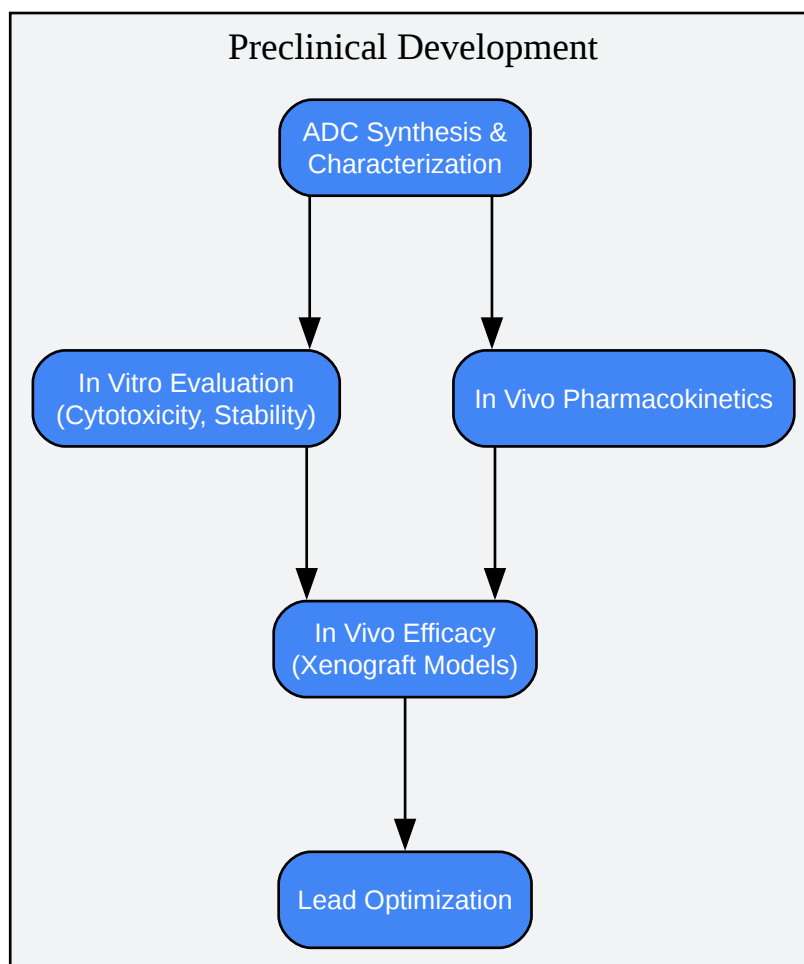 Preclinical Development
ADC Synthesis &
Characterization
In Vitro Evaluation
(Cytotoxicity, Stability)
In Vivo Pharmacokinetics
In Vivo Efficacy
(Xenograft Models)
Lead Optimization